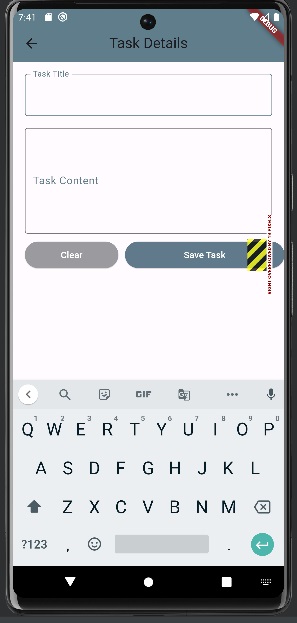 7:41
DEBUG
Task Details
Task Title
Task Content
Clear
Save Task
GIF
1 2 3 4 5 6 7 8 9 0
Q W E R T Y U I O P
A S D F G H J K L
Z X C V B N M
?123 , .